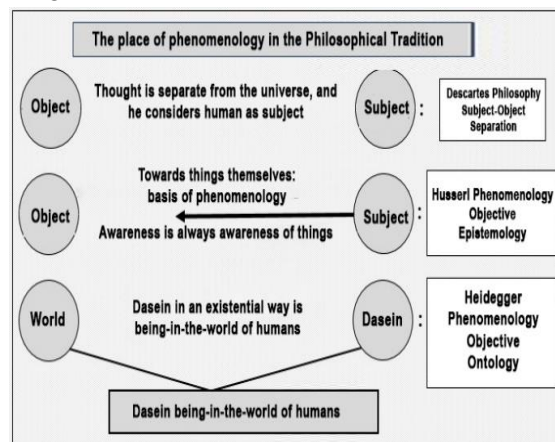 The place of phenomenology in the Philosophical Tradition
Object
Thought is separate from the universe, and
he considers human as subject
Subject
:
Descartes Philosophy
Subject-Object
Separation
Object
Towards things themselves:
basis of phenomenology
Awareness is always awareness of things
Subject
:
Husserl Phenomenology
Objective
Epistemology
World
Dasein in an existential way is
being-in-the-world of humans
Dasein
:
Heidegger
Phenomenology
Objective
Ontology
Dasein being-in-the-world of humans